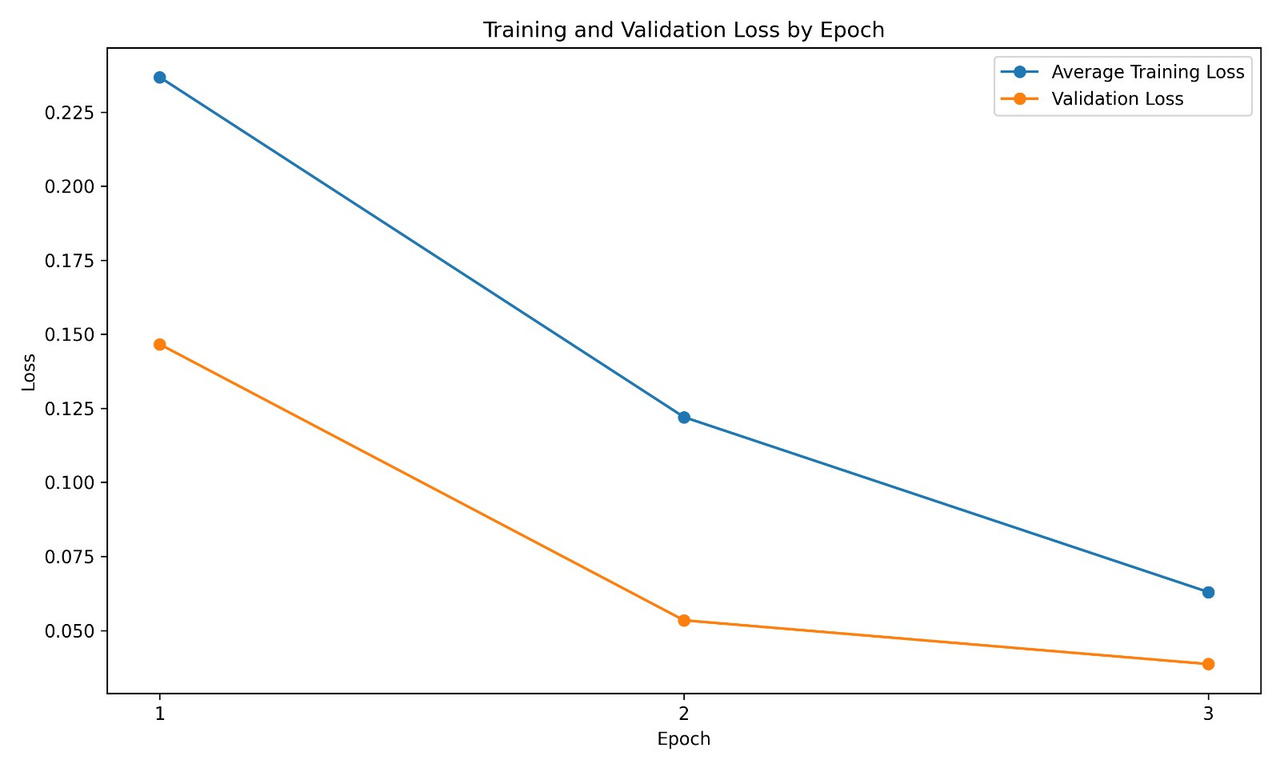 Training and Validation Loss by Epoch
Average Training Loss
Validation Loss
0.225
0.200
0.175
0.150
0.125
0.100
0.075
0.050
Loss
1 2 3
Epoch